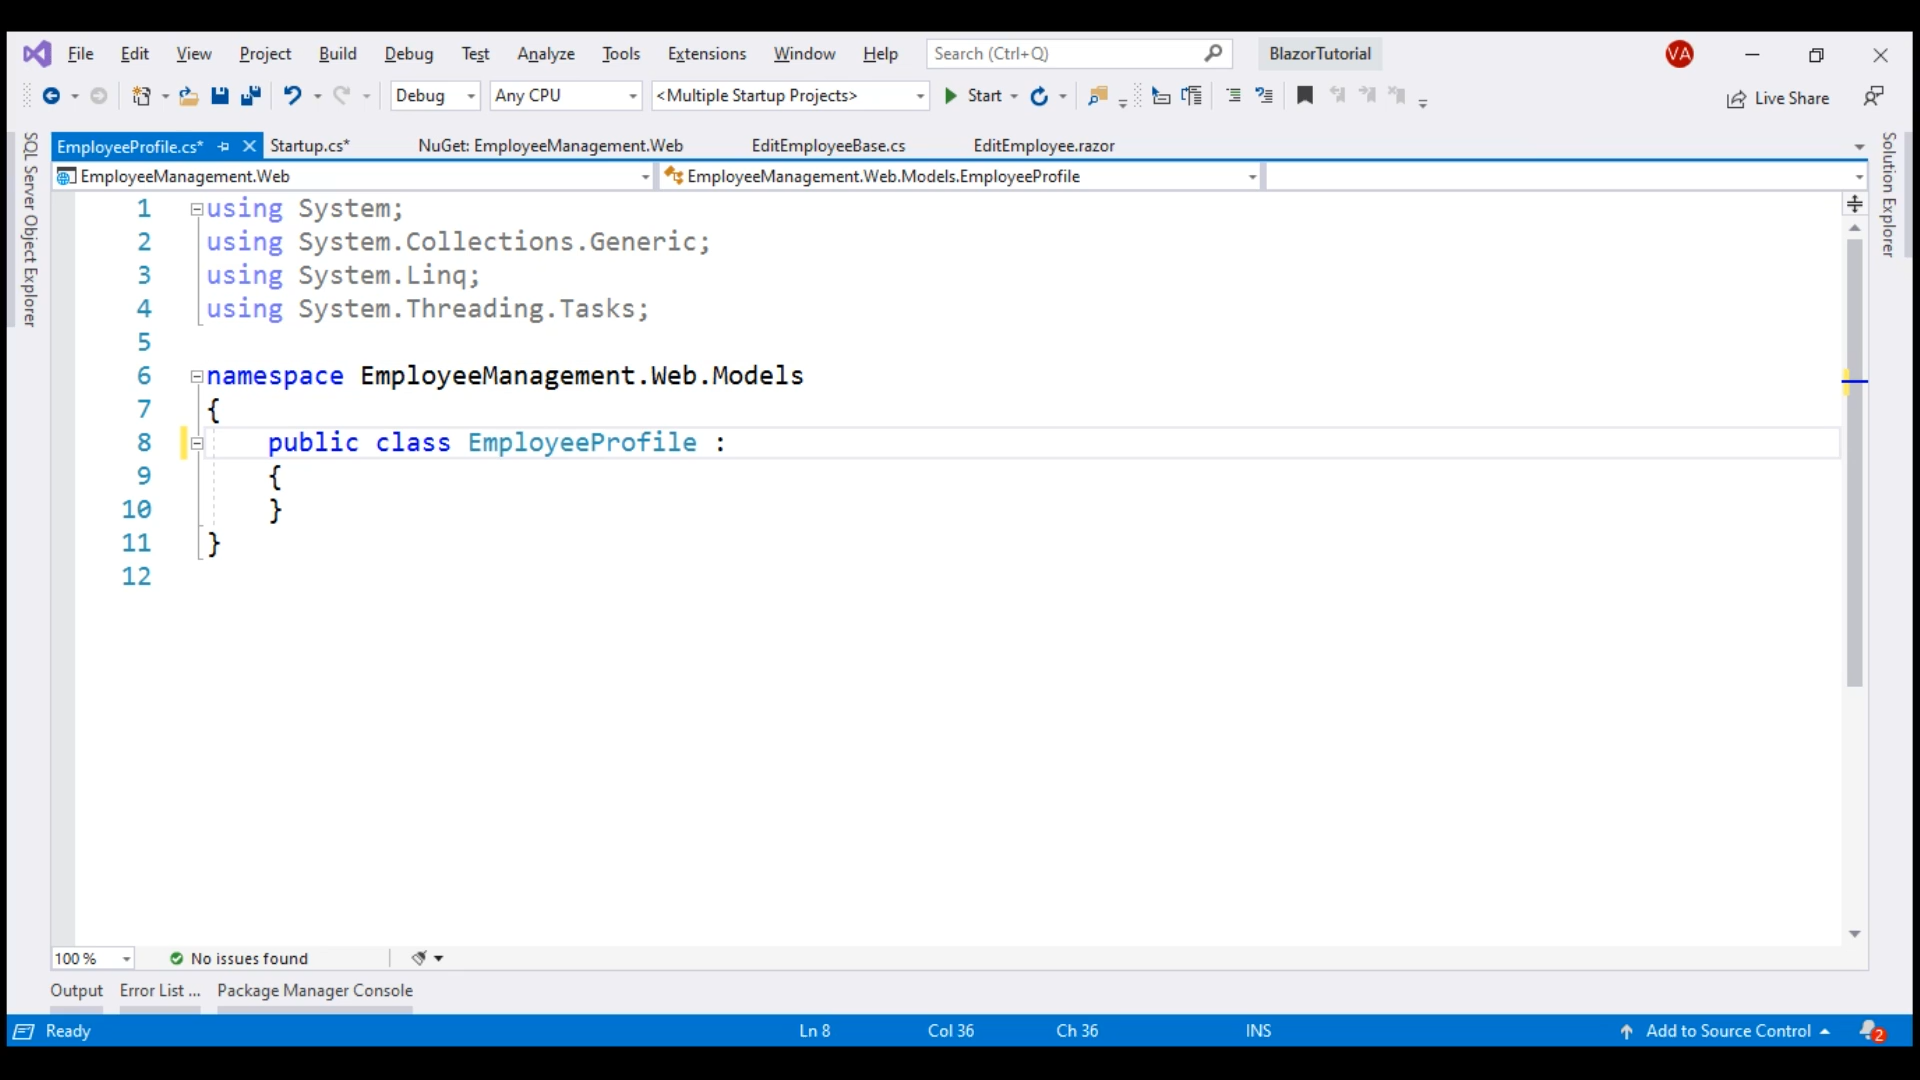 File Edit View Project Build Debug Test Analyze Tools Extensions Window Help Search (Ctrl+Q) BlazorTutorial VA
Debug Any CPU <Multiple Startup Projects> Start Live Share
SQL Server Object Explorer
Solution Explorer
EmployeeProfile.cs* Startup.cs* NuGet: EmployeeManagement.Web EditEmployeeBase.cs EditEmployee.razor
EmployeeManagement.Web EmployeeManagement.Web.Models.EmployeeProfile
1 using System;
2 using System.Collections.Generic;
3 using System.Linq;
4 using System.Threading.Tasks;
5
6 namespace EmployeeManagement.Web.Models
7 {
8 public class EmployeeProfile :
9 {
10 }
11 }
12
100 % No issues found
Output Error List ... Package Manager Console
Ready Ln 8 Col 36 Ch 36 INS Add to Source Control 2